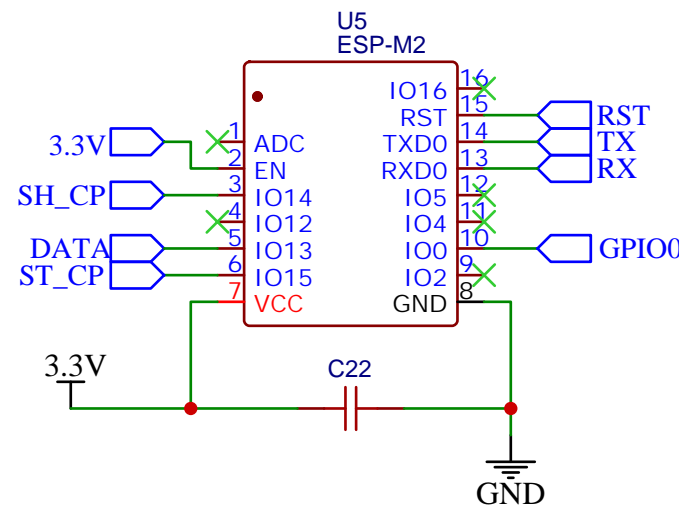 U5
ESP-M2
3.3V
SH_CP
DATA
ST_CP
1 ADC
2 EN
3 IO14
4 IO12
5 IO13
6 IO15
7 VCC
IO16 16
RST 15
TXD0 14
RXD0 13
IO5 12
IO4 11
IO0 10
IO2 9
GND 8
RST
TX
RX
GPIO0
3.3V
C22
GND